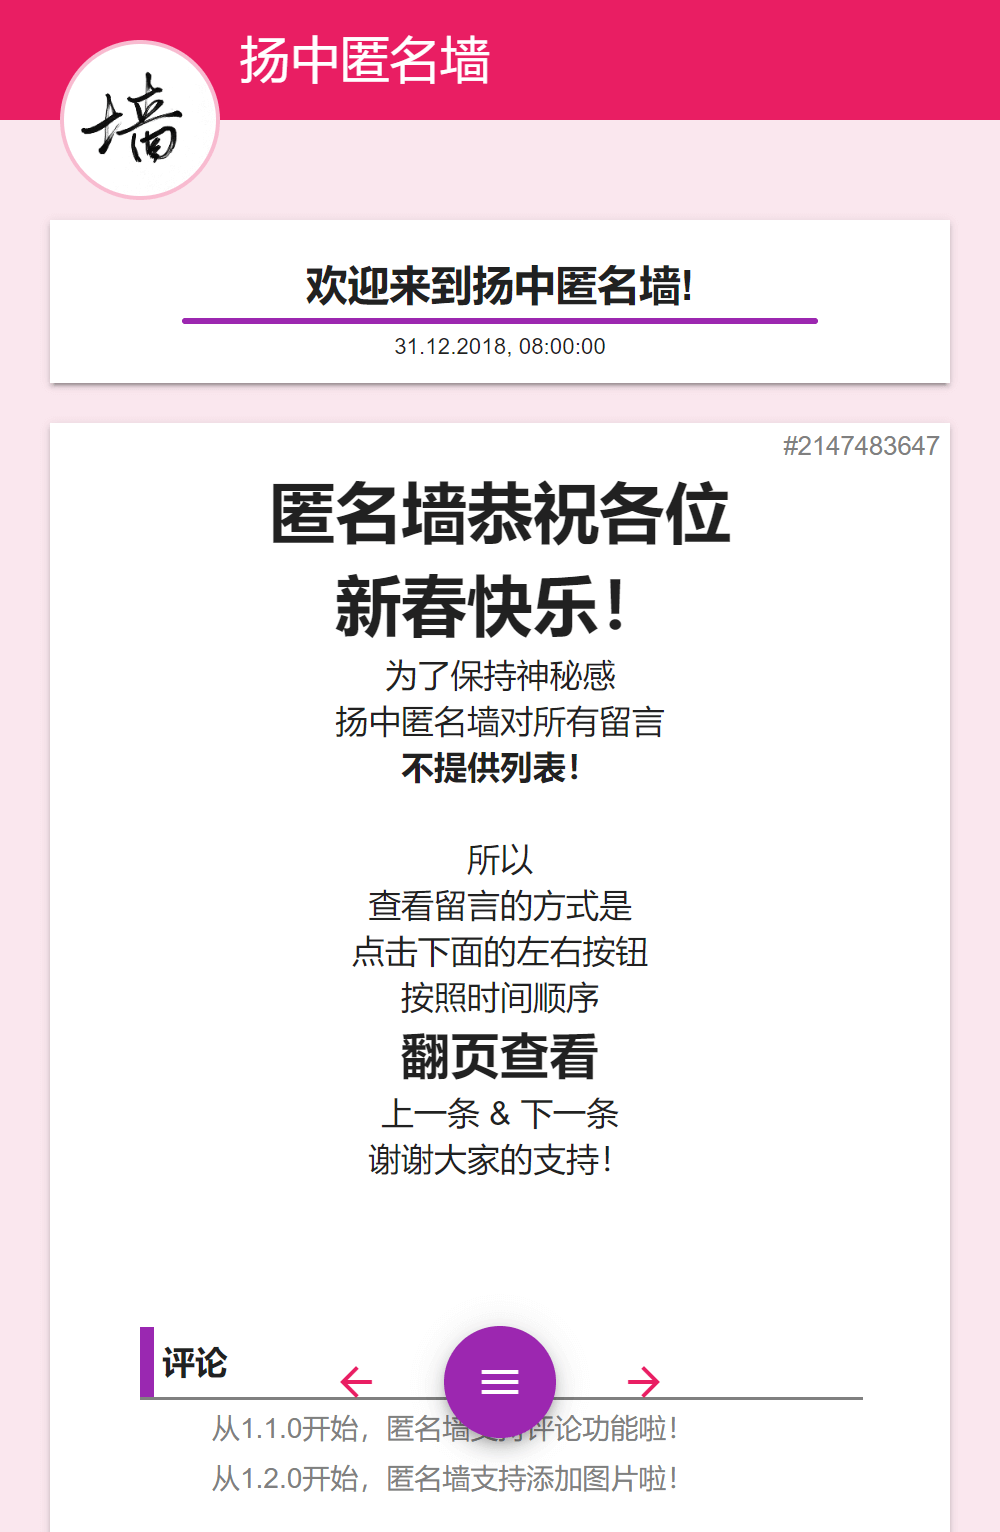 扬中匿名墙
墙
欢迎来到扬中匿名墙!
31.12.2018, 08:00:00
#2147483647
匿名墙恭祝各位
新春快乐！
为了保持神秘感
扬中匿名墙对所有留言
不提供列表！
所以
查看留言的方式是
点击下面的左右按钮
按照时间顺序
翻页查看
上一条 & 下一条
谢谢大家的支持！
评论
从1.1.0开始，匿名墙支持评论功能啦！
从1.2.0开始，匿名墙支持添加图片啦！